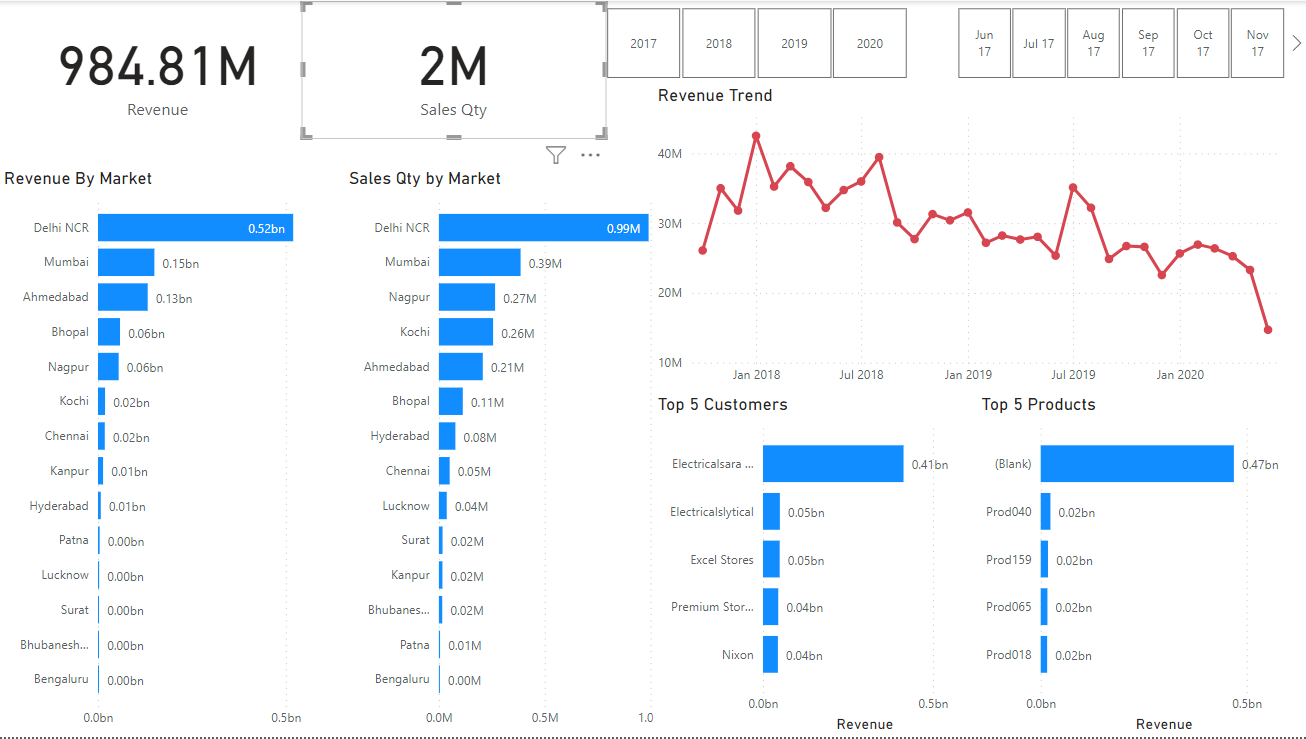 984.81M
Revenue
2M
Sales Qty
2017
2018
2019
2020
Jun
17
Jul 17
Aug
17
Sep
17
Oct
17
Nov
17
Revenue By Market
Delhi NCR 0.52bn
Mumbai 0.15bn
Ahmedabad 0.13bn
Bhopal 0.06bn
Nagpur 0.06bn
Kochi 0.02bn
Chennai 0.02bn
Kanpur 0.01bn
Hyderabad 0.01bn
Patna 0.00bn
Lucknow 0.00bn
Surat 0.00bn
Bhubanesh... 0.00bn
Bengaluru 0.00bn
0.0bn 0.5bn
Sales Qty by Market
Delhi NCR 0.99M
Mumbai 0.39M
Nagpur 0.27M
Kochi 0.26M
Ahmedabad 0.21M
Bhopal 0.11M
Hyderabad 0.08M
Chennai 0.05M
Lucknow 0.04M
Surat 0.02M
Kanpur 0.02M
Bhubanes... 0.02M
Patna 0.01M
Bengaluru 0.00M
0.0M 0.5M 1.0
Revenue Trend
40M
30M
20M
10M
Jan 2018 Jul 2018 Jan 2019 Jul 2019 Jan 2020
Top 5 Customers
Electricalsara ... 0.41bn
Electricalslytical 0.05bn
Excel Stores 0.05bn
Premium Stor... 0.04bn
Nixon 0.04bn
0.0bn 0.5bn
Revenue
Top 5 Products
(Blank) 0.47bn
Prod040 0.02bn
Prod159 0.02bn
Prod065 0.02bn
Prod018 0.02bn
0.0bn 0.5bn
Revenue